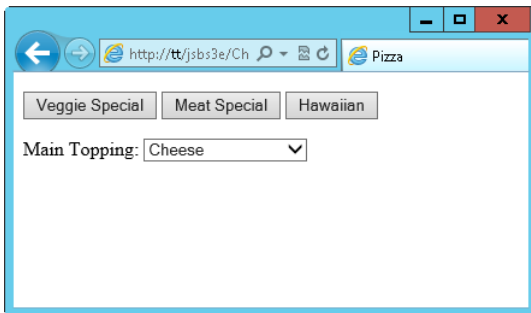 http://tt/jsbs3e/Ch Pizza
Veggie Special Meat Special Hawaiian
Main Topping: Cheese